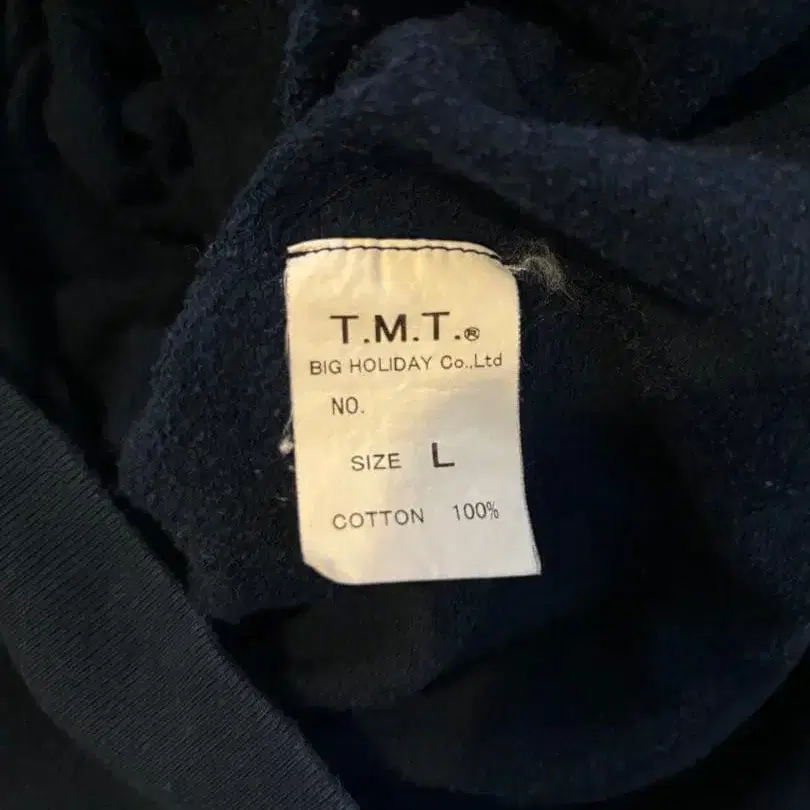 T.M.T.®
BIG HOLIDAY Co.,Ltd
NO.
SIZE L
COTTON 100%